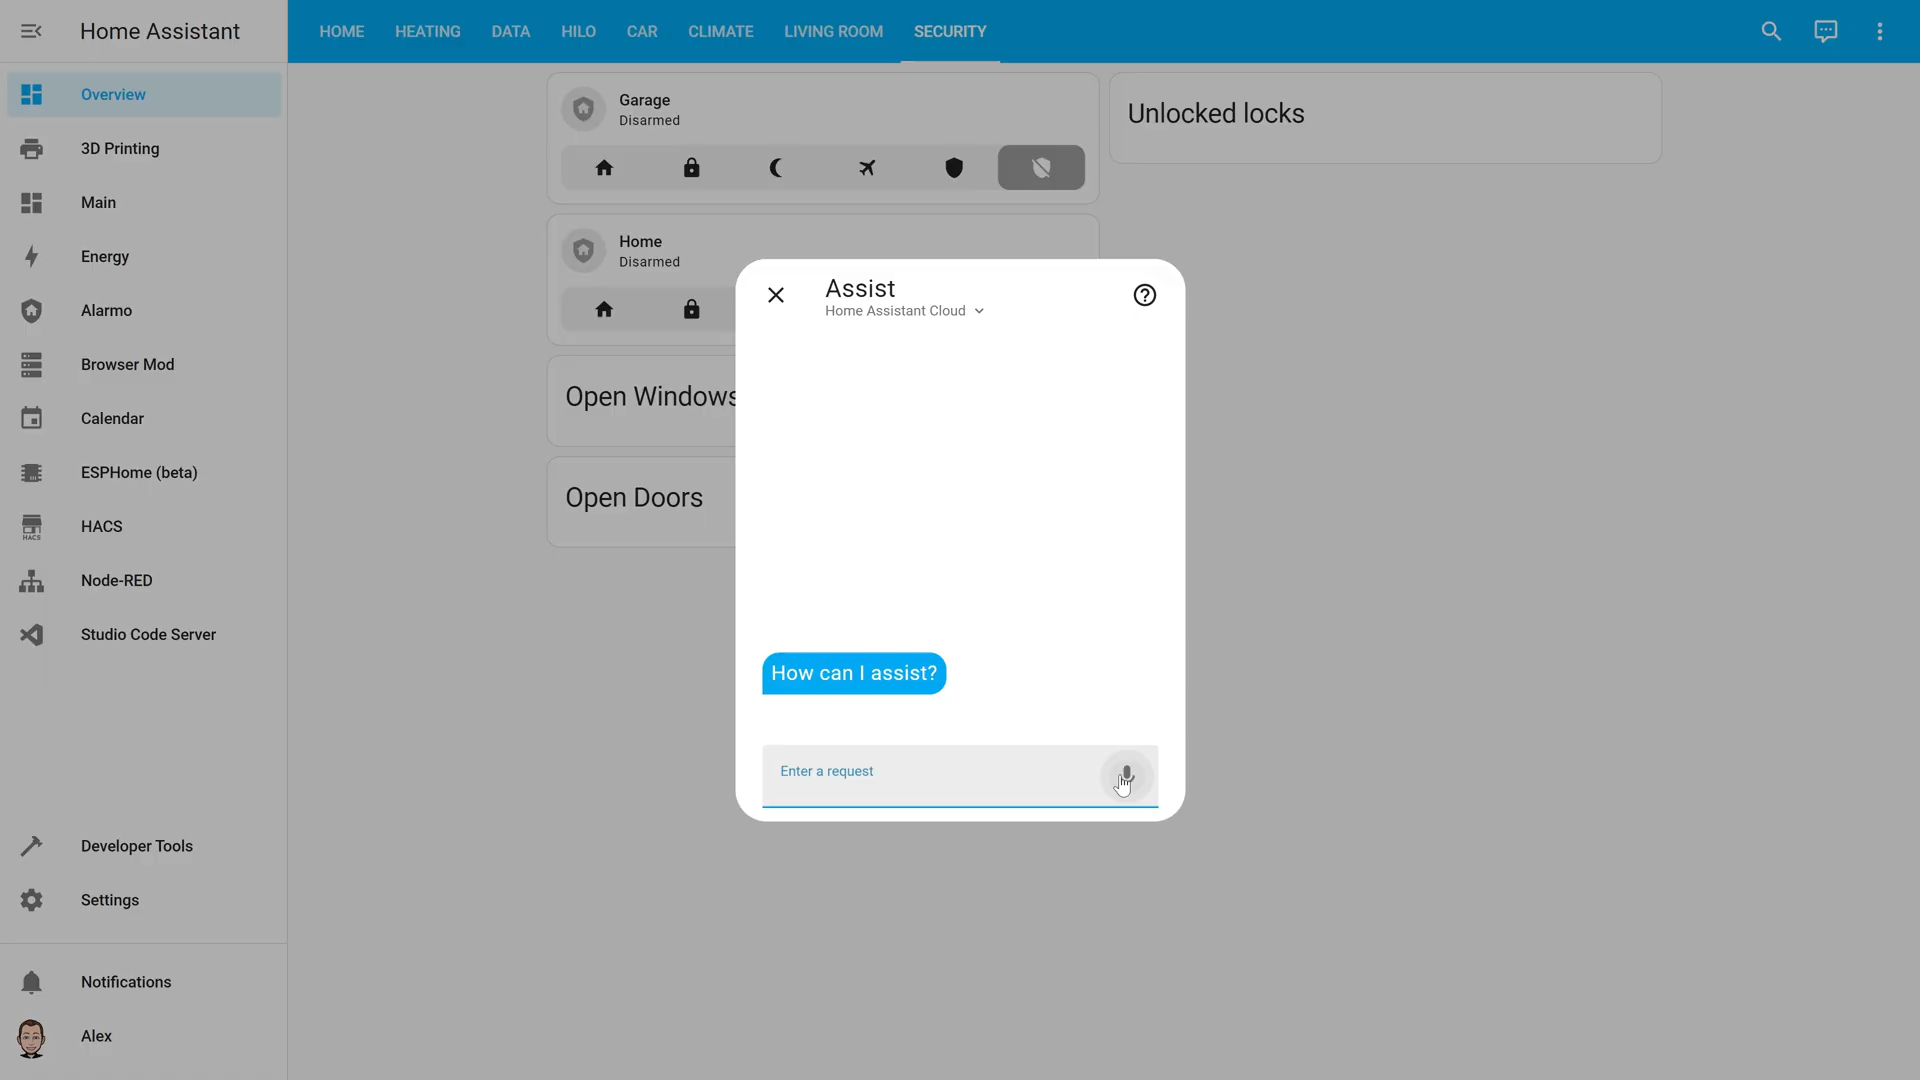 Home Assistant
HOME HEATING DATA HILO CAR CLIMATE LIVING ROOM SECURITY
Overview
3D Printing
Main
Energy
Alarmo
Browser Mod
Calendar
ESPHome (beta)
HACS
HACS
Node-RED
Studio Code Server
Developer Tools
Settings
Notifications
Alex
Garage
Disarmed
Home
Disarmed
Open Windows
Open Doors
Unlocked locks
Assist
Home Assistant Cloud
How can I assist?
Enter a request